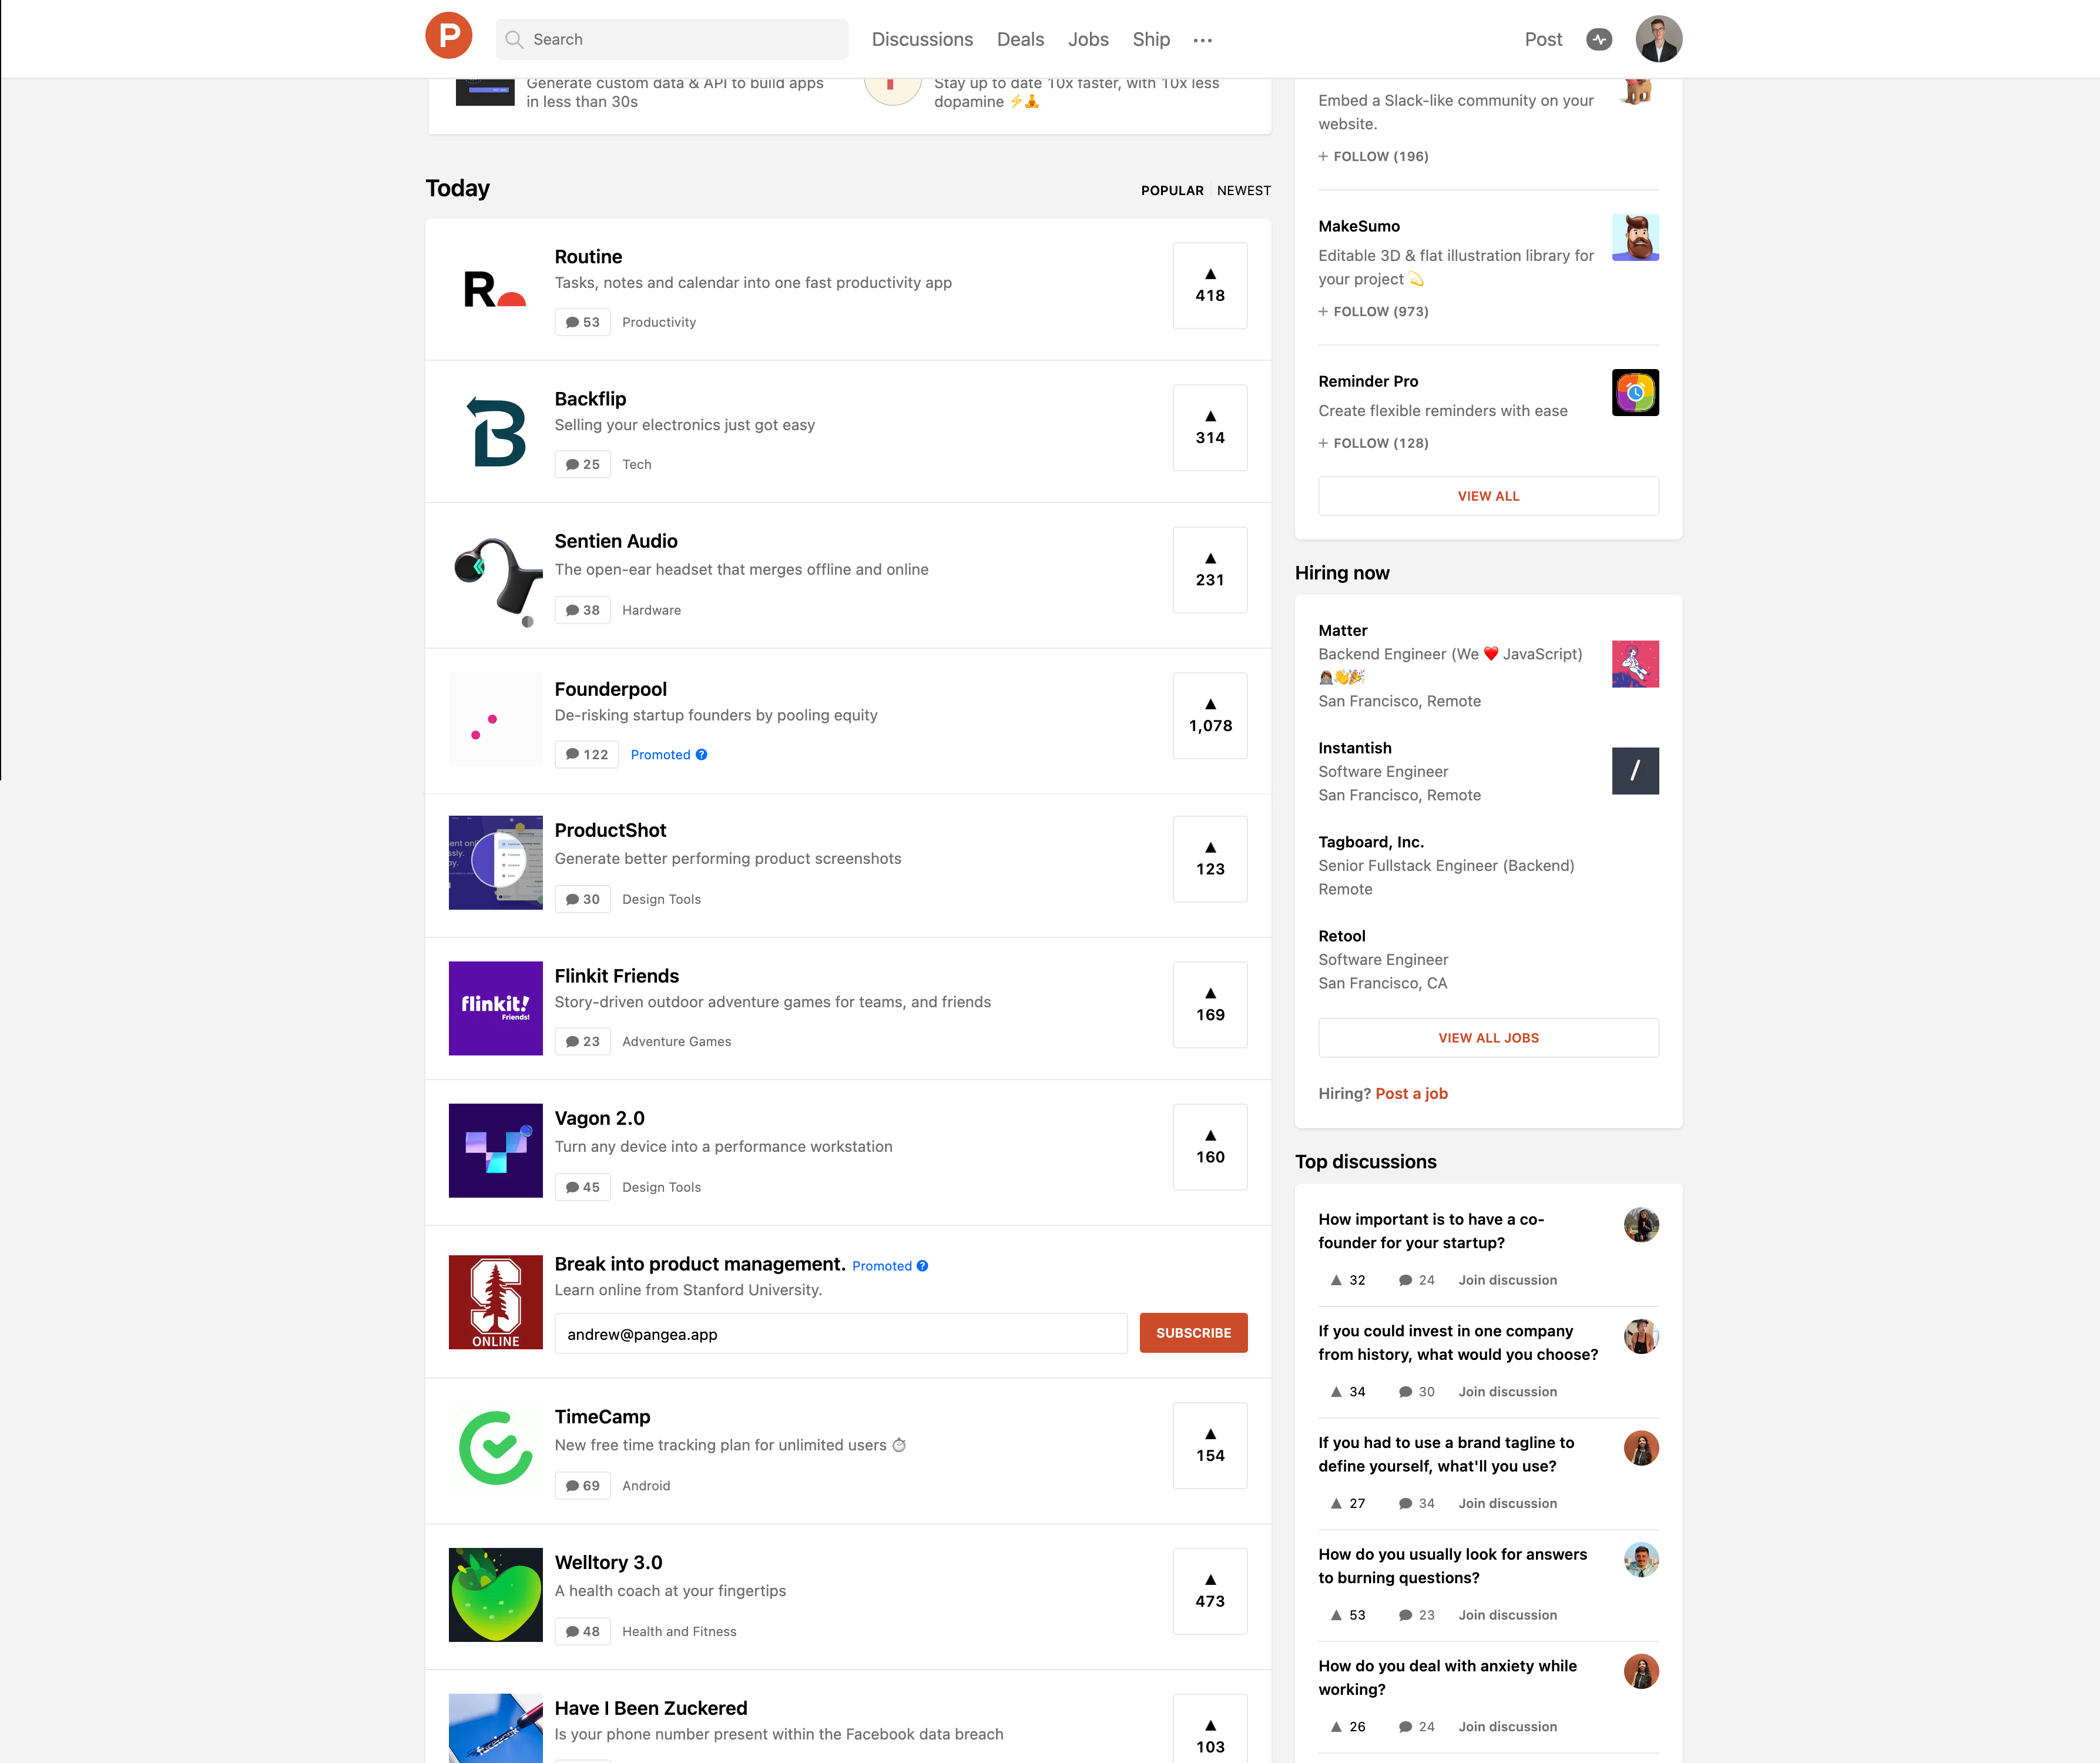 P
Search
Discussions
Deals
Jobs
Ship
Post
Generate custom data & API to build apps
in less than 30s
Stay up to date 10x faster, with 10x less
dopamine ⚡🧘
Today
POPULAR
NEWEST
R
Routine
Tasks, notes and calendar into one fast productivity app
53
Productivity
418
Backflip
Selling your electronics just got easy
25
Tech
314
Sentien Audio
The open-ear headset that merges offline and online
38
Hardware
231
Founderpool
De-risking startup founders by pooling equity
122
Promoted
1,078
ProductShot
Generate better performing product screenshots
30
Design Tools
123
flinkit!
Friends!
Flinkit Friends
Story-driven outdoor adventure games for teams, and friends
23
Adventure Games
169
Vagon 2.0
Turn any device into a performance workstation
45
Design Tools
160
S
ONLINE
Break into product management. Promoted
Learn online from Stanford University.
andrew@pangea.app
SUBSCRIBE
TimeCamp
New free time tracking plan for unlimited users ⏱
69
Android
154
Welltory 3.0
A health coach at your fingertips
48
Health and Fitness
473
Have I Been Zuckered
Is your phone number present within the Facebook data breach
103
Embed a Slack-like community on your
website.
+ FOLLOW (196)
MakeSumo
Editable 3D & flat illustration library for
your project 💫
+ FOLLOW (973)
Reminder Pro
Create flexible reminders with ease
+ FOLLOW (128)
VIEW ALL
Hiring now
Matter
Backend Engineer (We ❤️ JavaScript)
👩🏽‍💻👋🎉
San Francisco, Remote
Instantish
Software Engineer
San Francisco, Remote
/
Tagboard, Inc.
Senior Fullstack Engineer (Backend)
Remote
Retool
Software Engineer
San Francisco, CA
VIEW ALL JOBS
Hiring? Post a job
Top discussions
How important is to have a co-
founder for your startup?
32 24 Join discussion
If you could invest in one company
from history, what would you choose?
34 30 Join discussion
If you had to use a brand tagline to
define yourself, what'll you use?
27 34 Join discussion
How do you usually look for answers
to burning questions?
53 23 Join discussion
How do you deal with anxiety while
working?
26 24 Join discussion